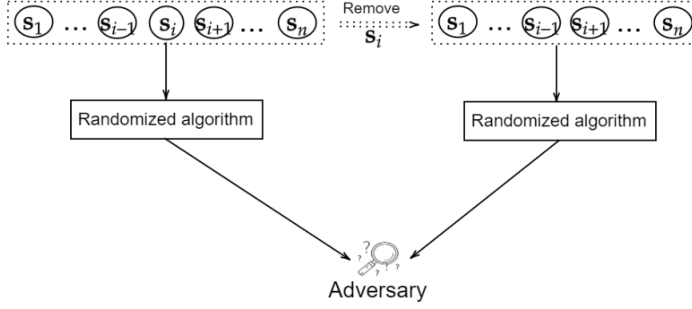 Remove
s₁ ... sᵢ₋₁ sᵢ sᵢ₊₁ ... sₙ
sᵢ
s₁ ... sᵢ₋₁ sᵢ₊₁ ... sₙ
Randomized algorithm
Randomized algorithm
? ? ? ?
Adversary